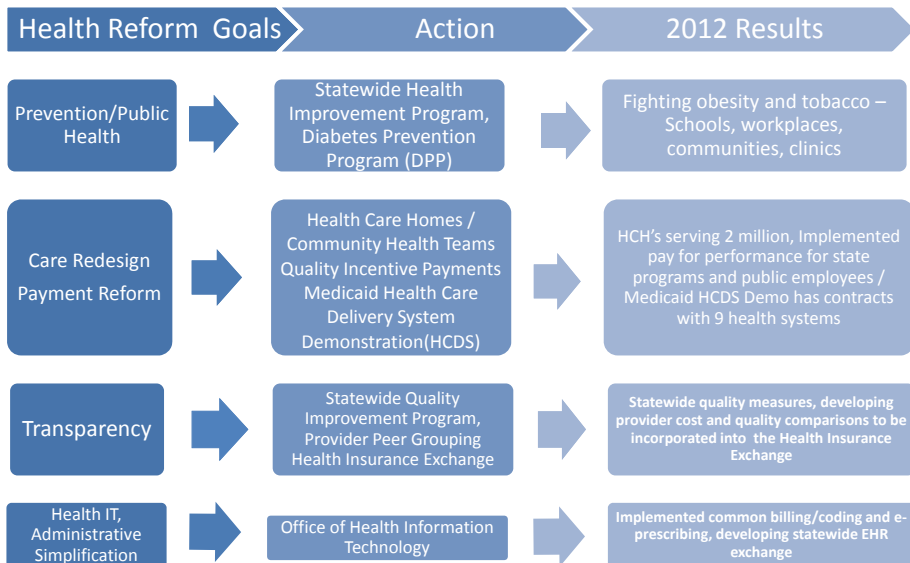 Health Reform Goals
Action
2012 Results
Prevention/Public
Health
Statewide Health
Improvement Program,
Diabetes Prevention
Program (DPP)
Fighting obesity and tobacco –
Schools, workplaces,
communities, clinics
Care Redesign
Payment Reform
Health Care Homes /
Community Health Teams
Quality Incentive Payments
Medicaid Health Care
Delivery System
Demonstration(HCDS)
HCH's serving 2 million, Implemented
pay for performance for state
programs and public employees /
Medicaid HCDS Demo has contracts
with 9 health systems
Transparency
Statewide Quality
Improvement Program,
Provider Peer Grouping
Health Insurance Exchange
Statewide quality measures, developing
provider cost and quality comparisons to be
incorporated into the Health Insurance
Exchange
Health IT,
Administrative
Simplification
Office of Health Information
Technology
Implemented common billing/coding and e-
prescribing, developing statewide EHR
exchange